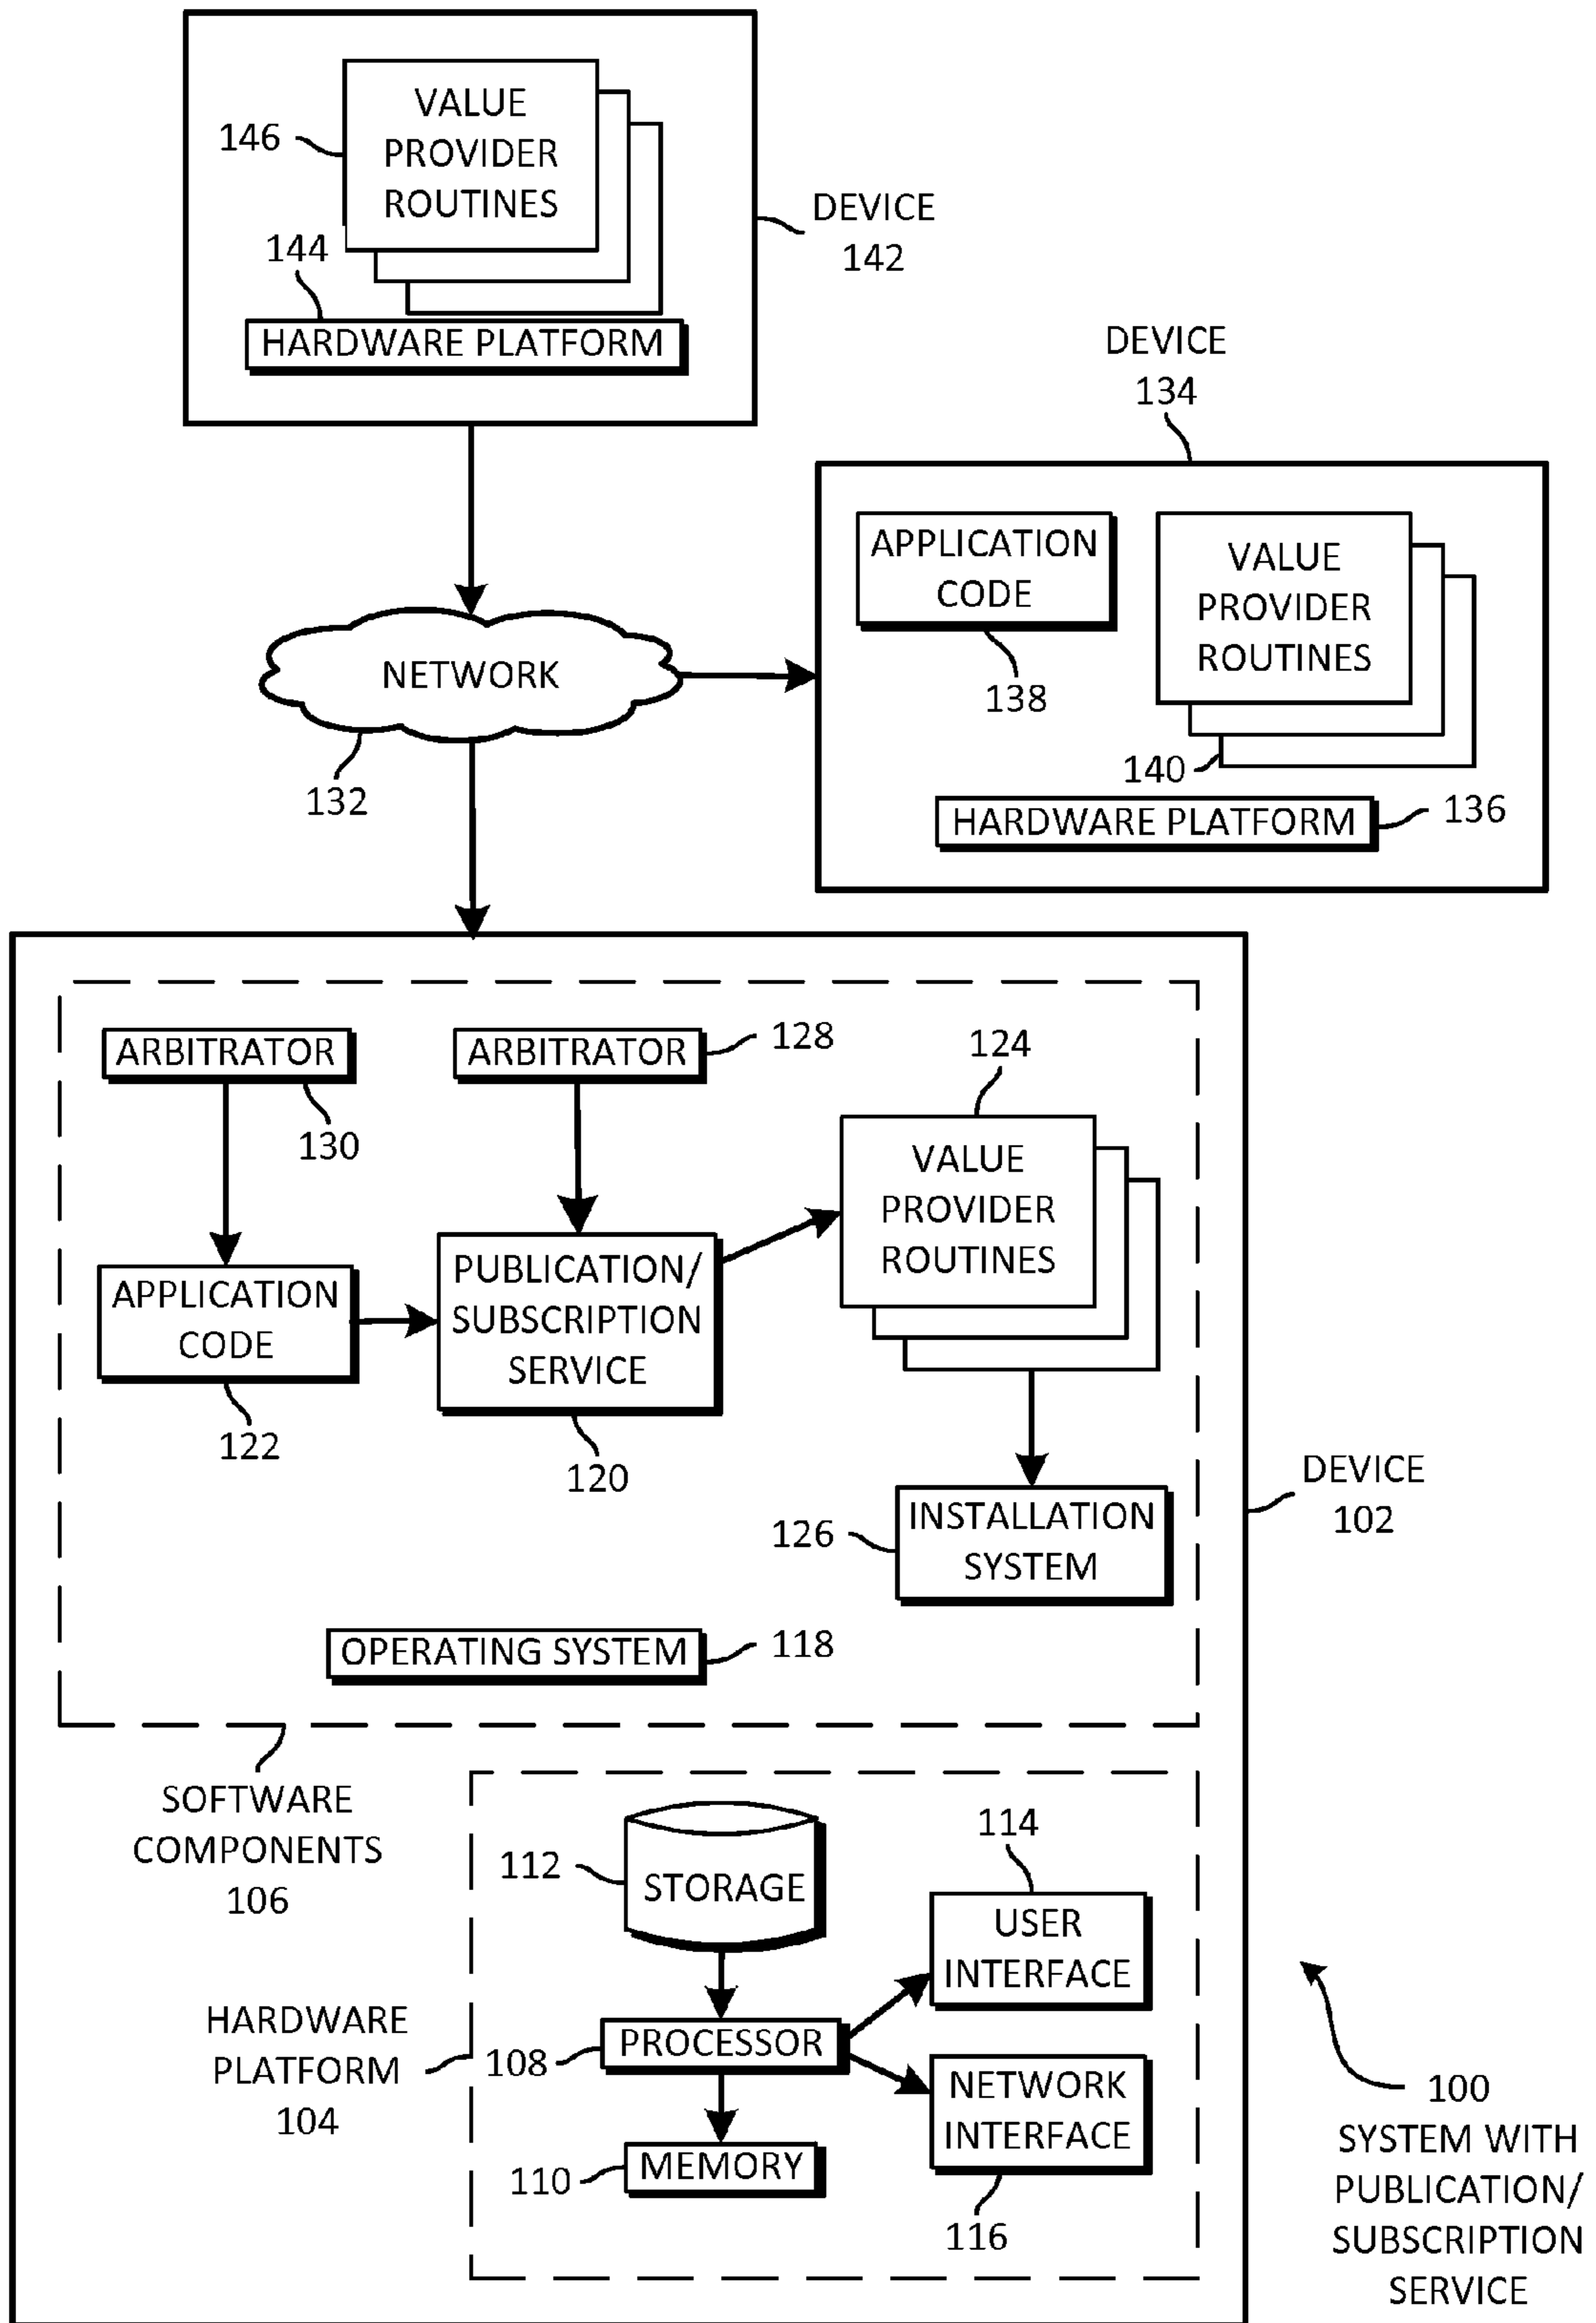 VALUE
PROVIDER
ROUTINES
146
144
HARDWARE PLATFORM
DEVICE
142
DEVICE
134
APPLICATION
CODE
138
VALUE
PROVIDER
ROUTINES
140
HARDWARE PLATFORM
136
NETWORK
132
ARBITRATOR
130
ARBITRATOR
128
124
VALUE
PROVIDER
ROUTINES
APPLICATION
CODE
122
PUBLICATION/
SUBSCRIPTION
SERVICE
120
126
INSTALLATION
SYSTEM
DEVICE
102
OPERATING SYSTEM
118
SOFTWARE
COMPONENTS
106
112
STORAGE
114
USER
INTERFACE
HARDWARE
PLATFORM
104
108
PROCESSOR
NETWORK
INTERFACE
116
110
MEMORY
100
SYSTEM WITH
PUBLICATION/
SUBSCRIPTION
SERVICE